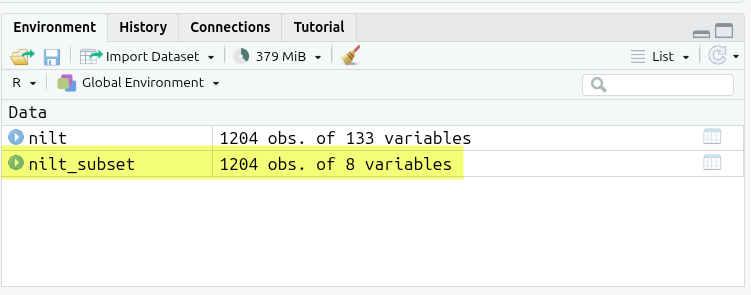 Environment History Connections Tutorial
Import Dataset 379 MiB List
R Global Environment
Data
nilt 1204 obs. of 133 variables
nilt_subset 1204 obs. of 8 variables